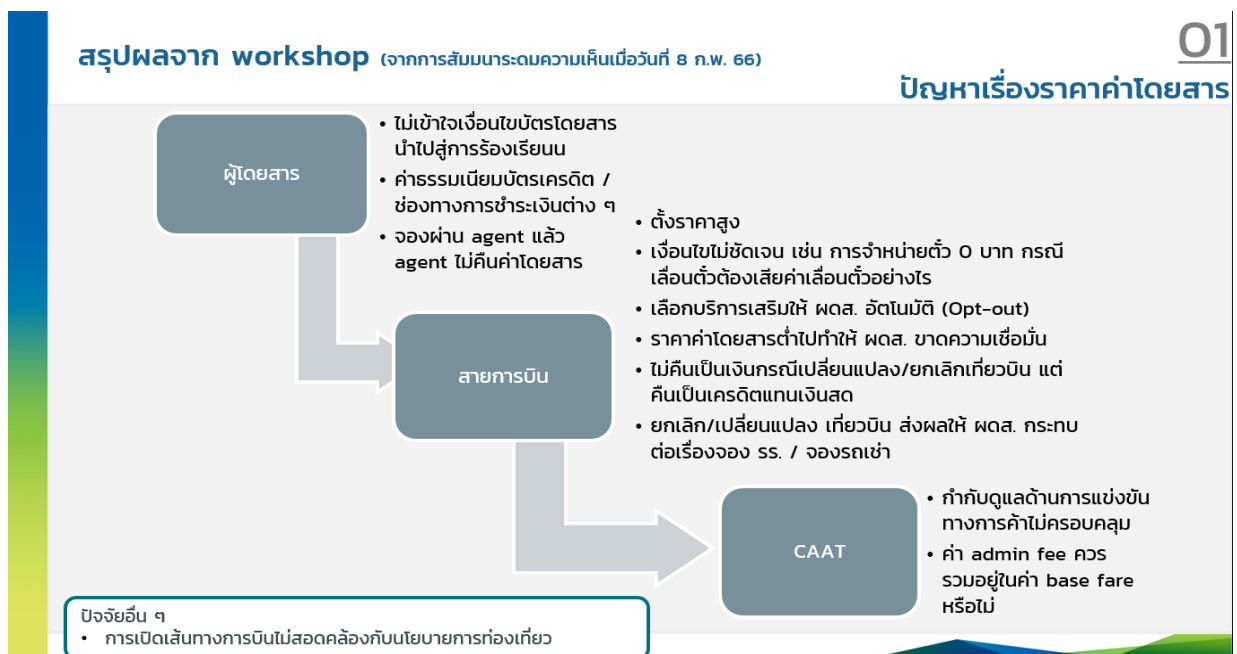 สรุปผลจาก workshop (จากการสัมมนาระดมความเห็นเมื่อวันที่ 8 ก.พ. 66)
01
ปัญหาเรื่องราคาค่าโดยสาร
ผู้โดยสาร
• ไม่เข้าใจเงื่อนไขบัตรโดยสาร
นำไปสู่การร้องเรียนน
• ค่าธรรมเนียมบัตรเครดิต /
ช่องทางการชำระเงินต่าง ๆ
• จองผ่าน agent แล้ว
agent ไม่คืนค่าโดยสาร
สายการบิน
• ตั้งราคาสูง
• เงื่อนไขไม่ชัดเจน เช่น การจำหน่ายตั๋ว 0 บาท กรณี
เลื่อนตั๋วต้องเสียค่าเลื่อนตั๋วอย่างไร
• เลือกบริการเสริมให้ ผดส. อัตโนมัติ (Opt-out)
• ราคาค่าโดยสารต่ำไปทำให้ ผดส. ขาดความเชื่อมั่น
• ไม่คืนเป็นเงินกรณีเปลี่ยนแปลง/ยกเลิกเที่ยวบิน แต่
คืนเป็นเครดิตแทนเงินสด
• ยกเลิก/เปลี่ยนแปลง เที่ยวบิน ส่งผลให้ ผดส. กระทบ
ต่อเรื่องจอง รร. / จองรถเช่า
CAAT
• กำกับดูแลด้านการแข่งขัน
ทางการค้าไม่ครอบคลุม
• ค่า admin fee ควร
รวมอยู่ในค่า base fare
หรือไม่
ปัจจัยอื่น ๆ
• การเปิดเส้นทางการบินไม่สอดคล้องกับนโยบายการท่องเที่ยว